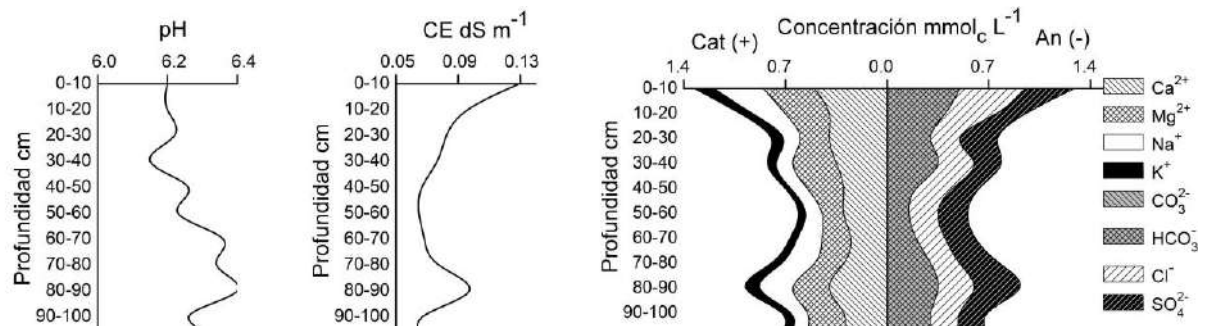 pH
6.0 6.2 6.4
Profundidad cm
0-10
10-20
20-30
30-40
40-50
50-60
60-70
70-80
80-90
90-100
CE dS m⁻¹
0.05 0.09 0.13
Profundidad cm
0-10
10-20
20-30
30-40
40-50
50-60
60-70
70-80
80-90
90-100
Concentración mmol_c L⁻¹
Cat (+) An (-)
1.4 0.7 0.0 0.7 1.4
Profundidad cm
0-10
10-20
20-30
30-40
40-50
50-60
60-70
70-80
80-90
90-100
Ca²⁺
Mg²⁺
Na⁺
K⁺
CO₃²⁻
HCO₃⁻
Cl⁻
SO₄²⁻